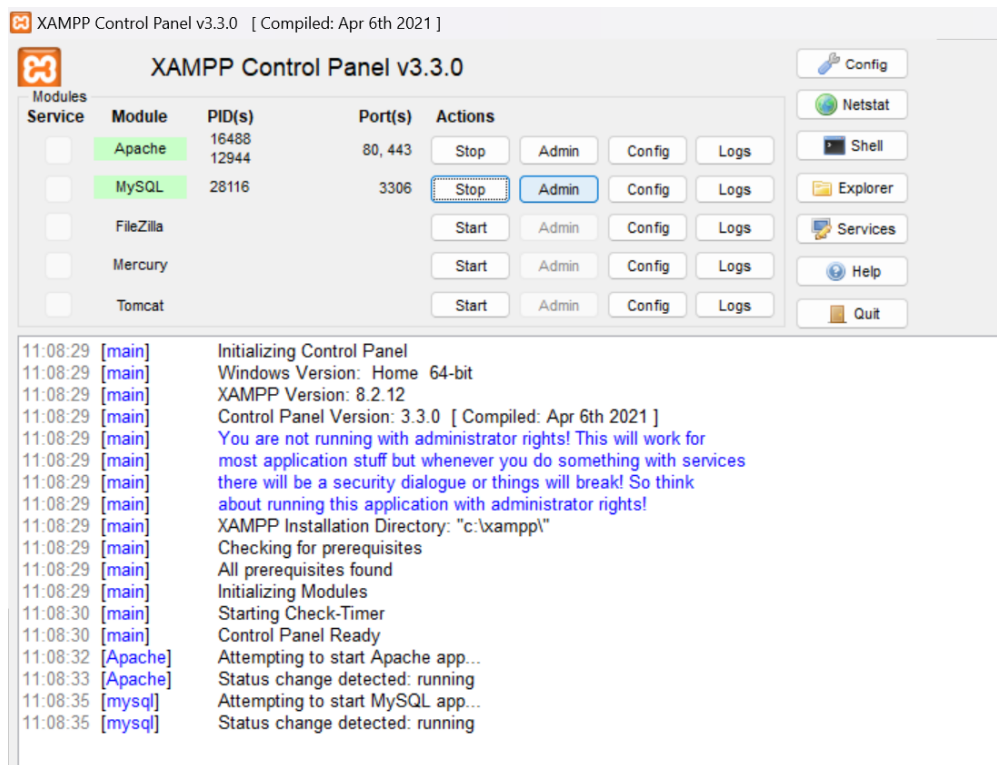 XAMPP Control Panel v3.3.0 [ Compiled: Apr 6th 2021 ]
XAMPP Control Panel v3.3.0
Config
Modules
Service Module PID(s) Port(s) Actions
Netstat
Apache 16488 12944 80, 443 Stop Admin Config Logs
Shell
MySQL 28116 3306 Stop Admin Config Logs
Explorer
FileZilla Start Admin Config Logs
Services
Mercury Start Admin Config Logs
Help
Tomcat Start Admin Config Logs
Quit
11:08:29 [main] Initializing Control Panel
11:08:29 [main] Windows Version: Home 64-bit
11:08:29 [main] XAMPP Version: 8.2.12
11:08:29 [main] Control Panel Version: 3.3.0 [ Compiled: Apr 6th 2021 ]
11:08:29 [main] You are not running with administrator rights! This will work for
11:08:29 [main] most application stuff but whenever you do something with services
11:08:29 [main] there will be a security dialogue or things will break! So think
11:08:29 [main] about running this application with administrator rights!
11:08:29 [main] XAMPP Installation Directory: "c:\xampp\"
11:08:29 [main] Checking for prerequisites
11:08:29 [main] All prerequisites found
11:08:29 [main] Initializing Modules
11:08:30 [main] Starting Check-Timer
11:08:30 [main] Control Panel Ready
11:08:32 [Apache] Attempting to start Apache app...
11:08:33 [Apache] Status change detected: running
11:08:35 [mysql] Attempting to start MySQL app...
11:08:35 [mysql] Status change detected: running